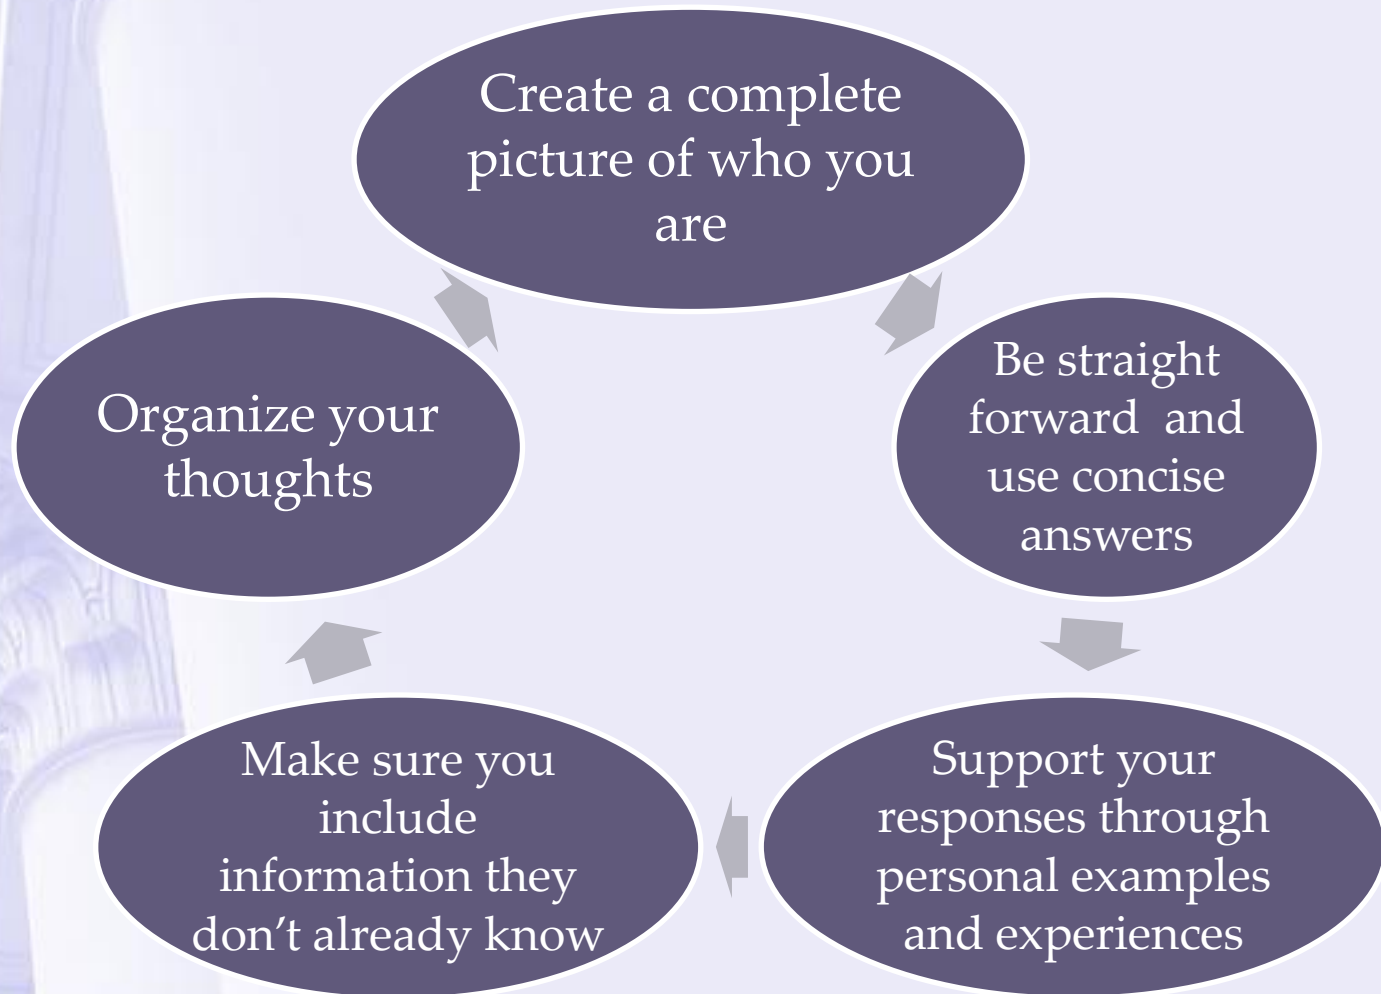 Create a complete
picture of who you
are
Be straight
forward  and
use concise
answers
Support your
responses through
personal examples
and experiences
Make sure you
include
information they
don’t already know
Organize your
thoughts